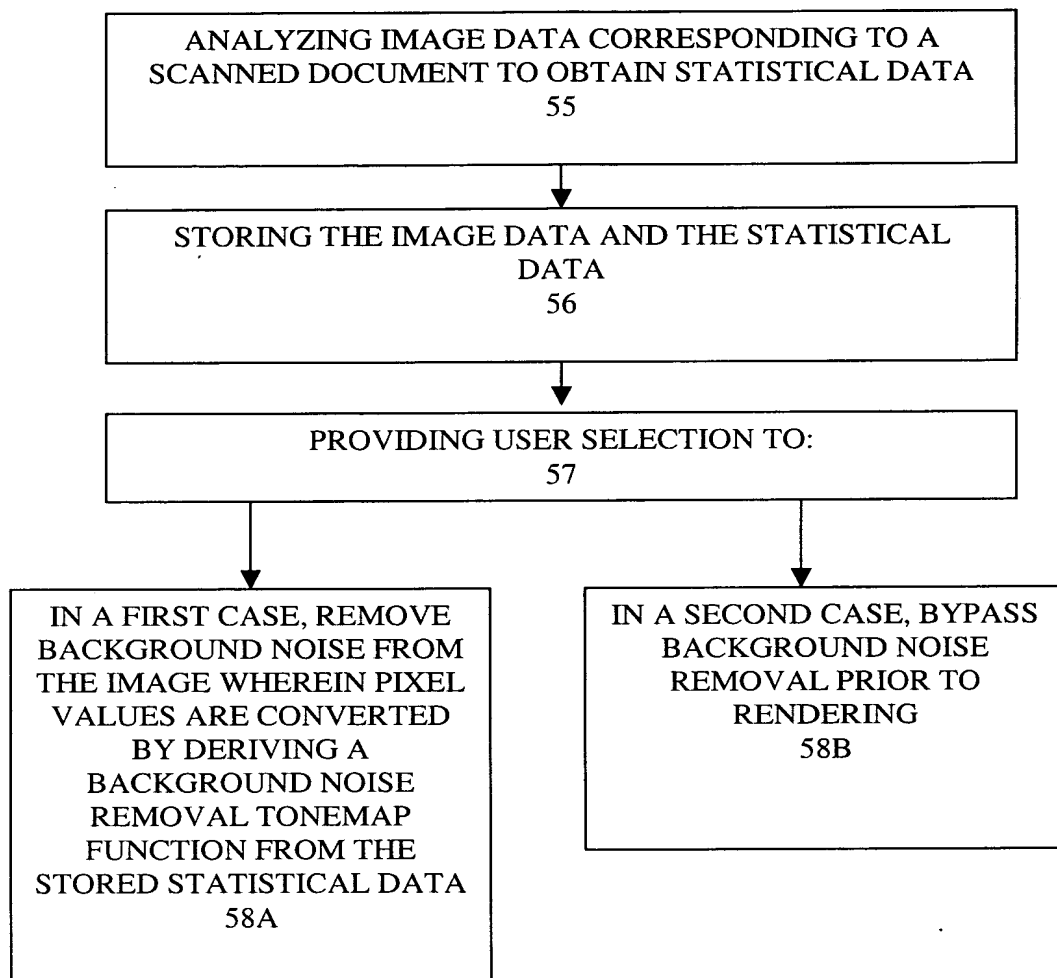 ANALYZING IMAGE DATA CORRESPONDING TO A
SCANNED DOCUMENT TO OBTAIN STATISTICAL DATA
55
STORING THE IMAGE DATA AND THE STATISTICAL
DATA
56
PROVIDING USER SELECTION TO:
57
IN A FIRST CASE, REMOVE
BACKGROUND NOISE FROM
THE IMAGE WHEREIN PIXEL
VALUES ARE CONVERTED
BY DERIVING A
BACKGROUND NOISE
REMOVAL TONEMAP
FUNCTION FROM THE
STORED STATISTICAL DATA
58A
IN A SECOND CASE, BYPASS
BACKGROUND NOISE
REMOVAL PRIOR TO
RENDERING
58B